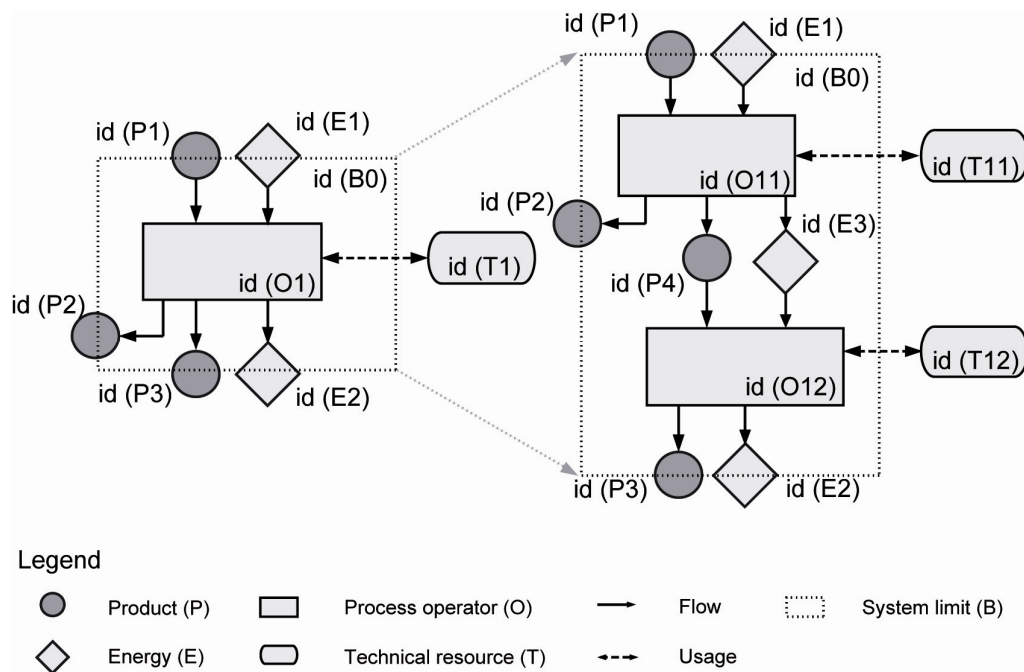 id (P1)
id (E1)
id (B0)
id (O1)
id (T1)
id (P2)
id (P3)
id (E2)
id (P1)
id (E1)
id (B0)
id (O11)
id (T11)
id (P2)
id (E3)
id (P4)
id (O12)
id (T12)
id (P3)
id (E2)
Legend
Product (P)
Process operator (O)
Flow
System limit (B)
Energy (E)
Technical resource (T)
Usage